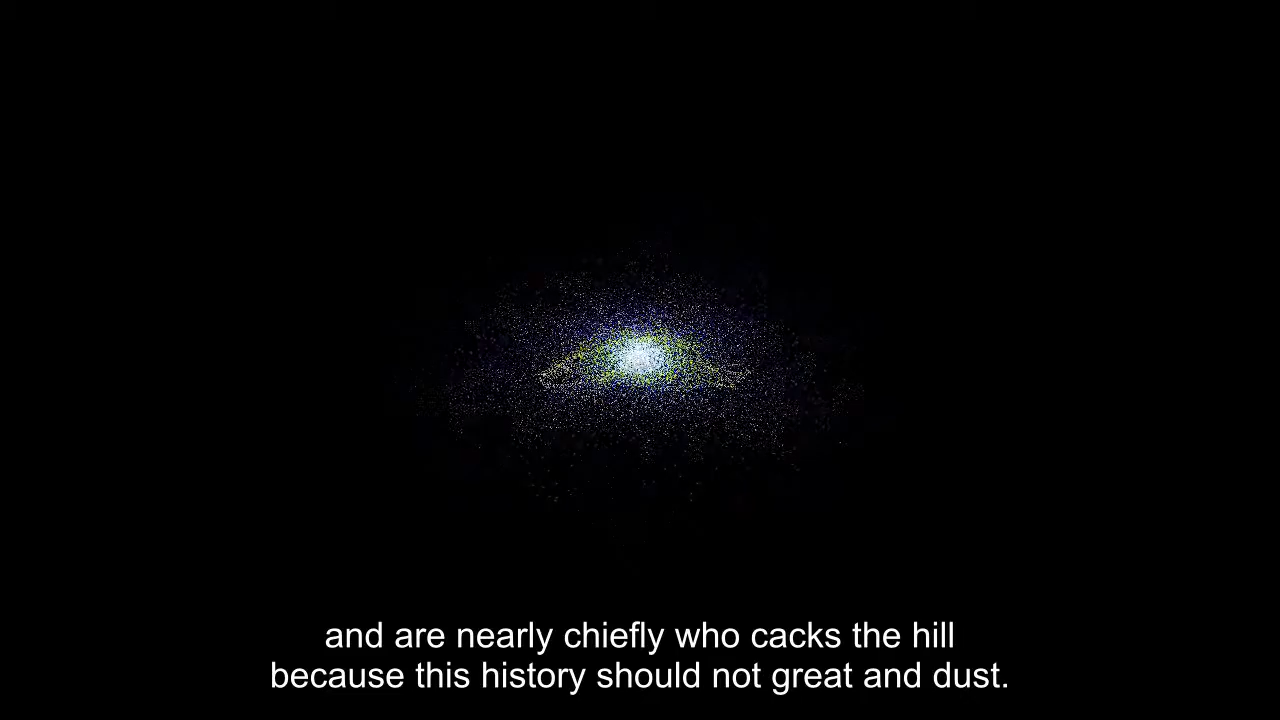 and are nearly chiefly who cacks the hill
because this history should not great and dust.